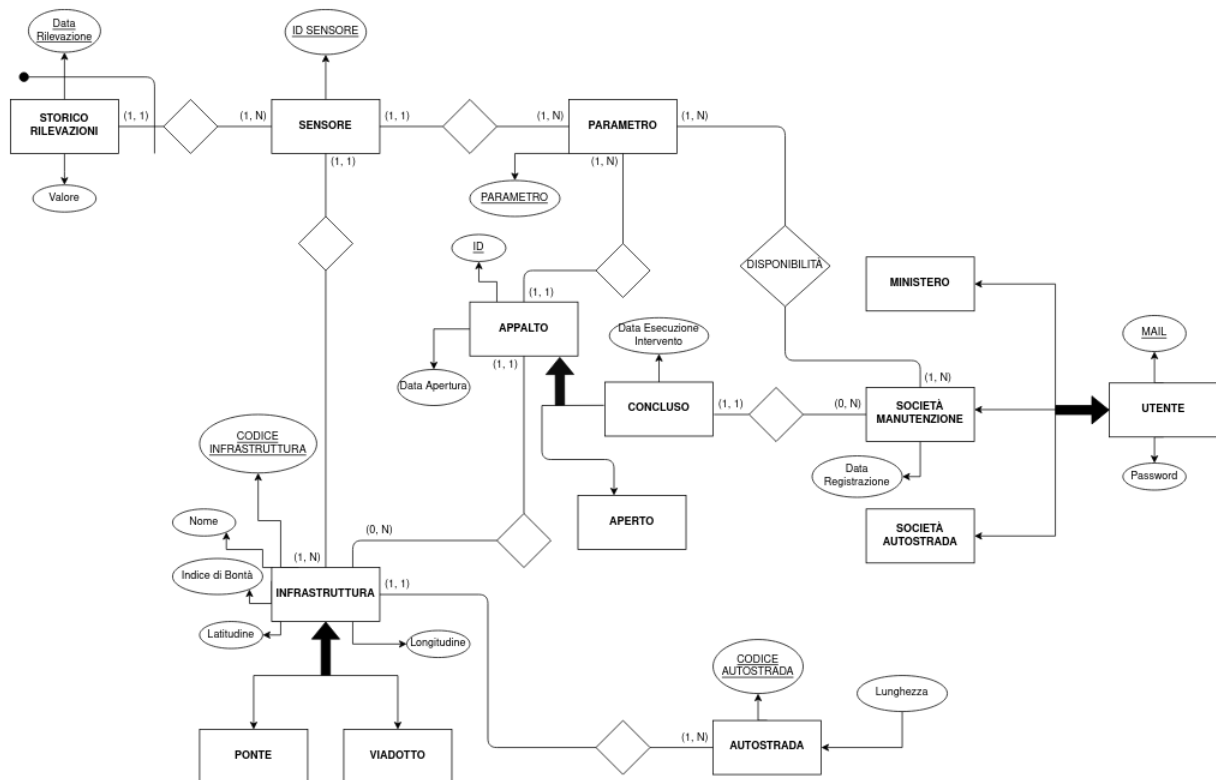 Data
Rilevazione
ID SENSORE
STORICO
RILEVAZIONI
(1, 1)
(1, N)
SENSORE
(1, 1)
(1, N)
PARAMETRO
(1, N)
(1, 1)
(1, N)
Valore
PARAMETRO
ID
DISPONIBILITÀ
MINISTERO
(1, 1)
APPALTO
Data Esecuzione
Intervento
MAIL
(1, 1)
Data Apertura
CONCLUSO
(1, 1)
(0, N)
(1, N)
SOCIETÀ
MANUTENZIONE
UTENTE
CODICE
INFRASTRUTTURA
Data
Registrazione
Password
APERTO
SOCIETÀ
AUTOSTRADA
Nome
(0, N)
(1, N)
Indice di Bontà
INFRASTRUTTURA
(1, 1)
Latitudine
Longitudine
CODICE
AUTOSTRADA
Lunghezza
PONTE
VIADOTTO
(1, N)
AUTOSTRADA